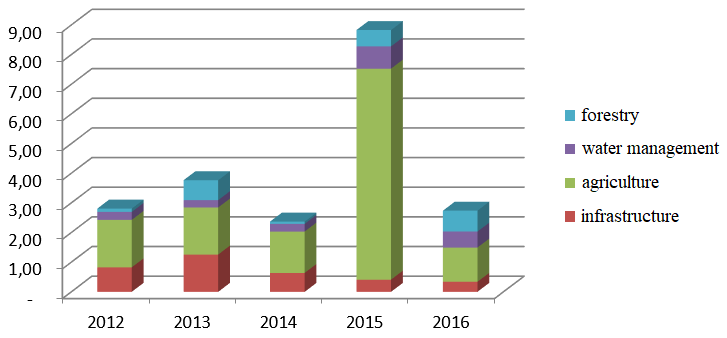 9,00
8,00
7,00
6,00
5,00
4,00
3,00
2,00
1,00
-
2012 2013 2014 2015 2016
forestry
water management
agriculture
infrastructure